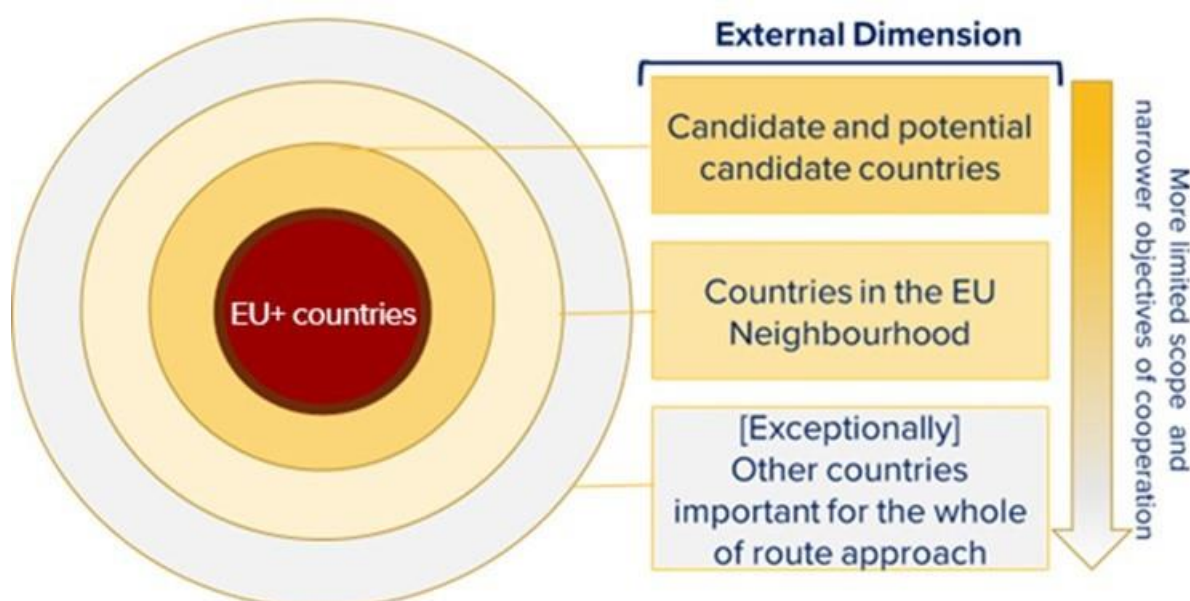 External Dimension
EU+ countries
Candidate and potential
candidate countries
Countries in the EU
Neighbourhood
[Exceptionally]
Other countries
important for the whole
of route approach
More limited scope and
narrower objectives of cooperation